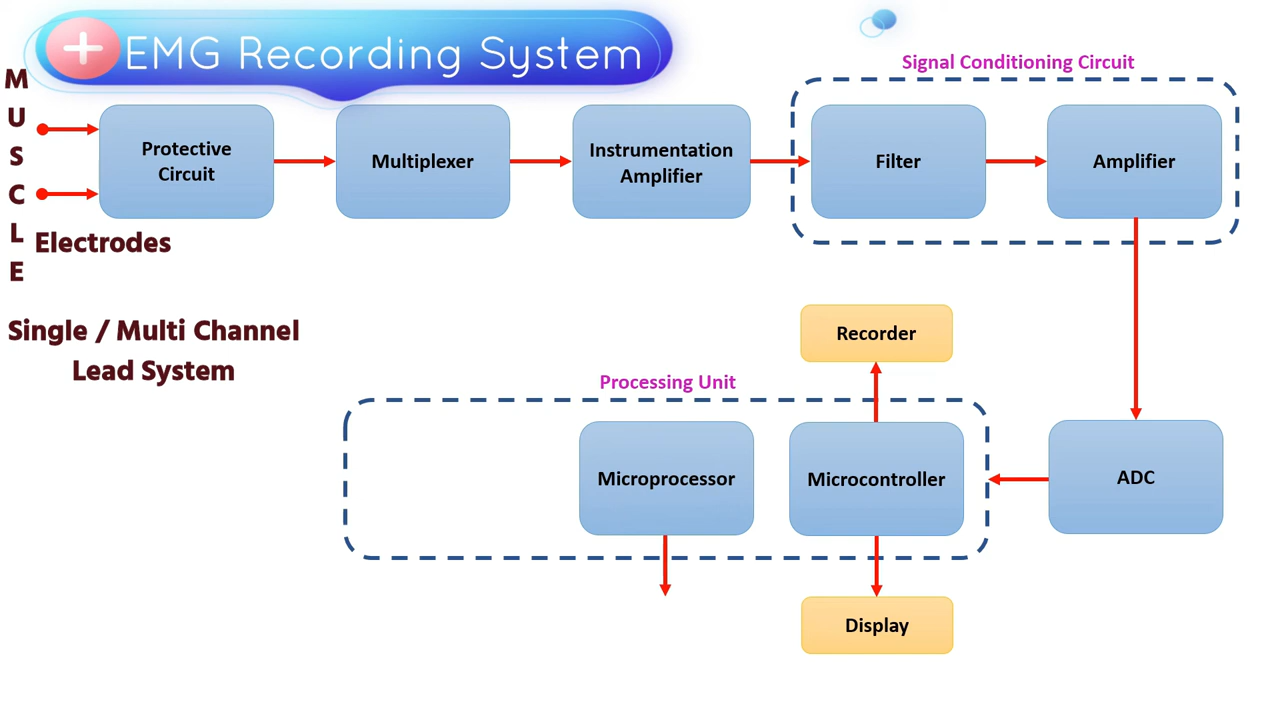 EMG Recording System
MUSCLE
Signal Conditioning Circuit
Protective
Circuit
Multiplexer
Instrumentation
Amplifier
Filter
Amplifier
Electrodes
Single / Multi Channel
Lead System
Recorder
Processing Unit
Microprocessor
Microcontroller
ADC
Display